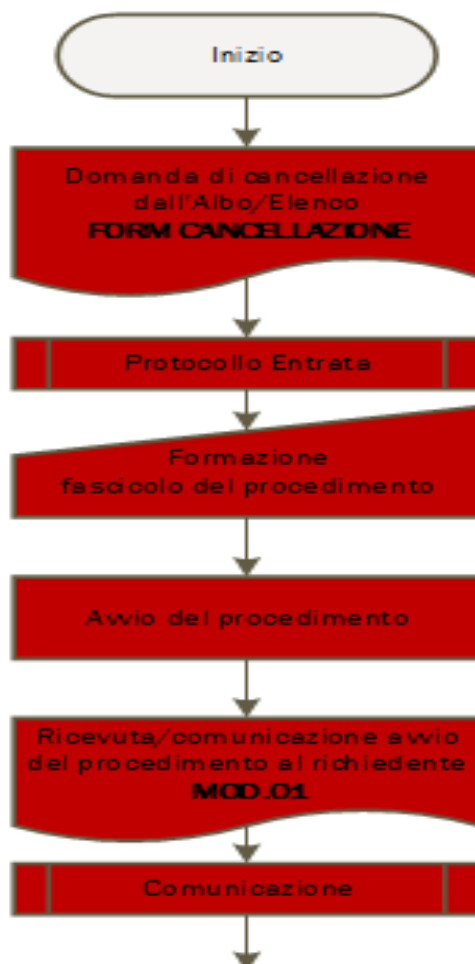 Inizio
Domanda di cancellazione
dall'Albo/Elenco
FORM CANCELLAZIONE
Protocollo Entrata
Formazione
fascicolo del procedimento
Avvio del procedimento
Ricevuta/comunicazione avvio
del procedimento al richiedente
MOD.01
Comunicazione